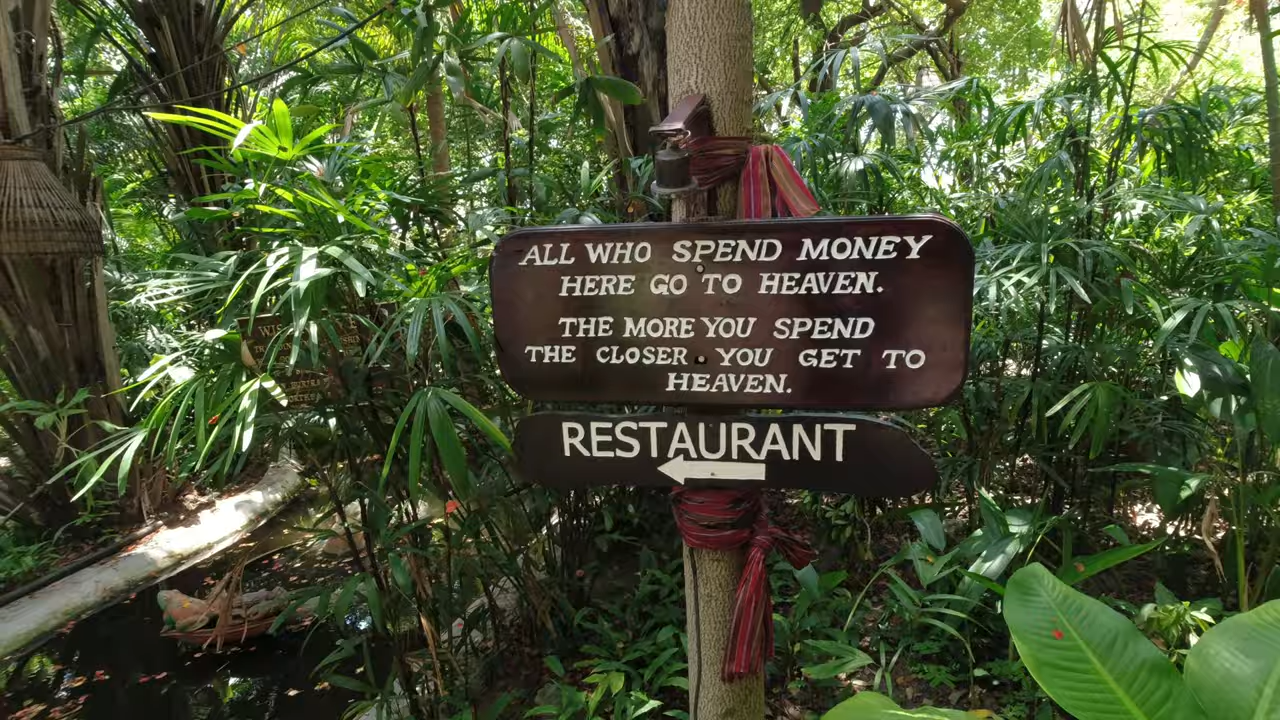 ALL WHO SPEND MONEY
HERE GO TO HEAVEN.
THE MORE YOU SPEND
THE CLOSER YOU GET TO
HEAVEN.
RESTAURANT